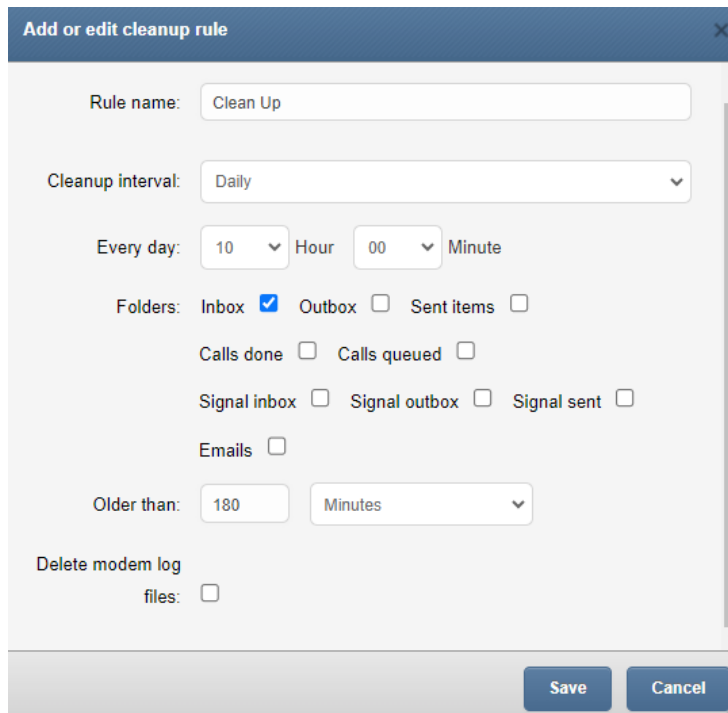 Add or edit cleanup rule
Rule name: Clean Up
Cleanup interval: Daily
Every day: 10 Hour 00 Minute
Folders: Inbox Outbox Sent items
Calls done Calls queued
Signal inbox Signal outbox Signal sent
Emails
Older than: 180 Minutes
Delete modem log
files:
Save Cancel